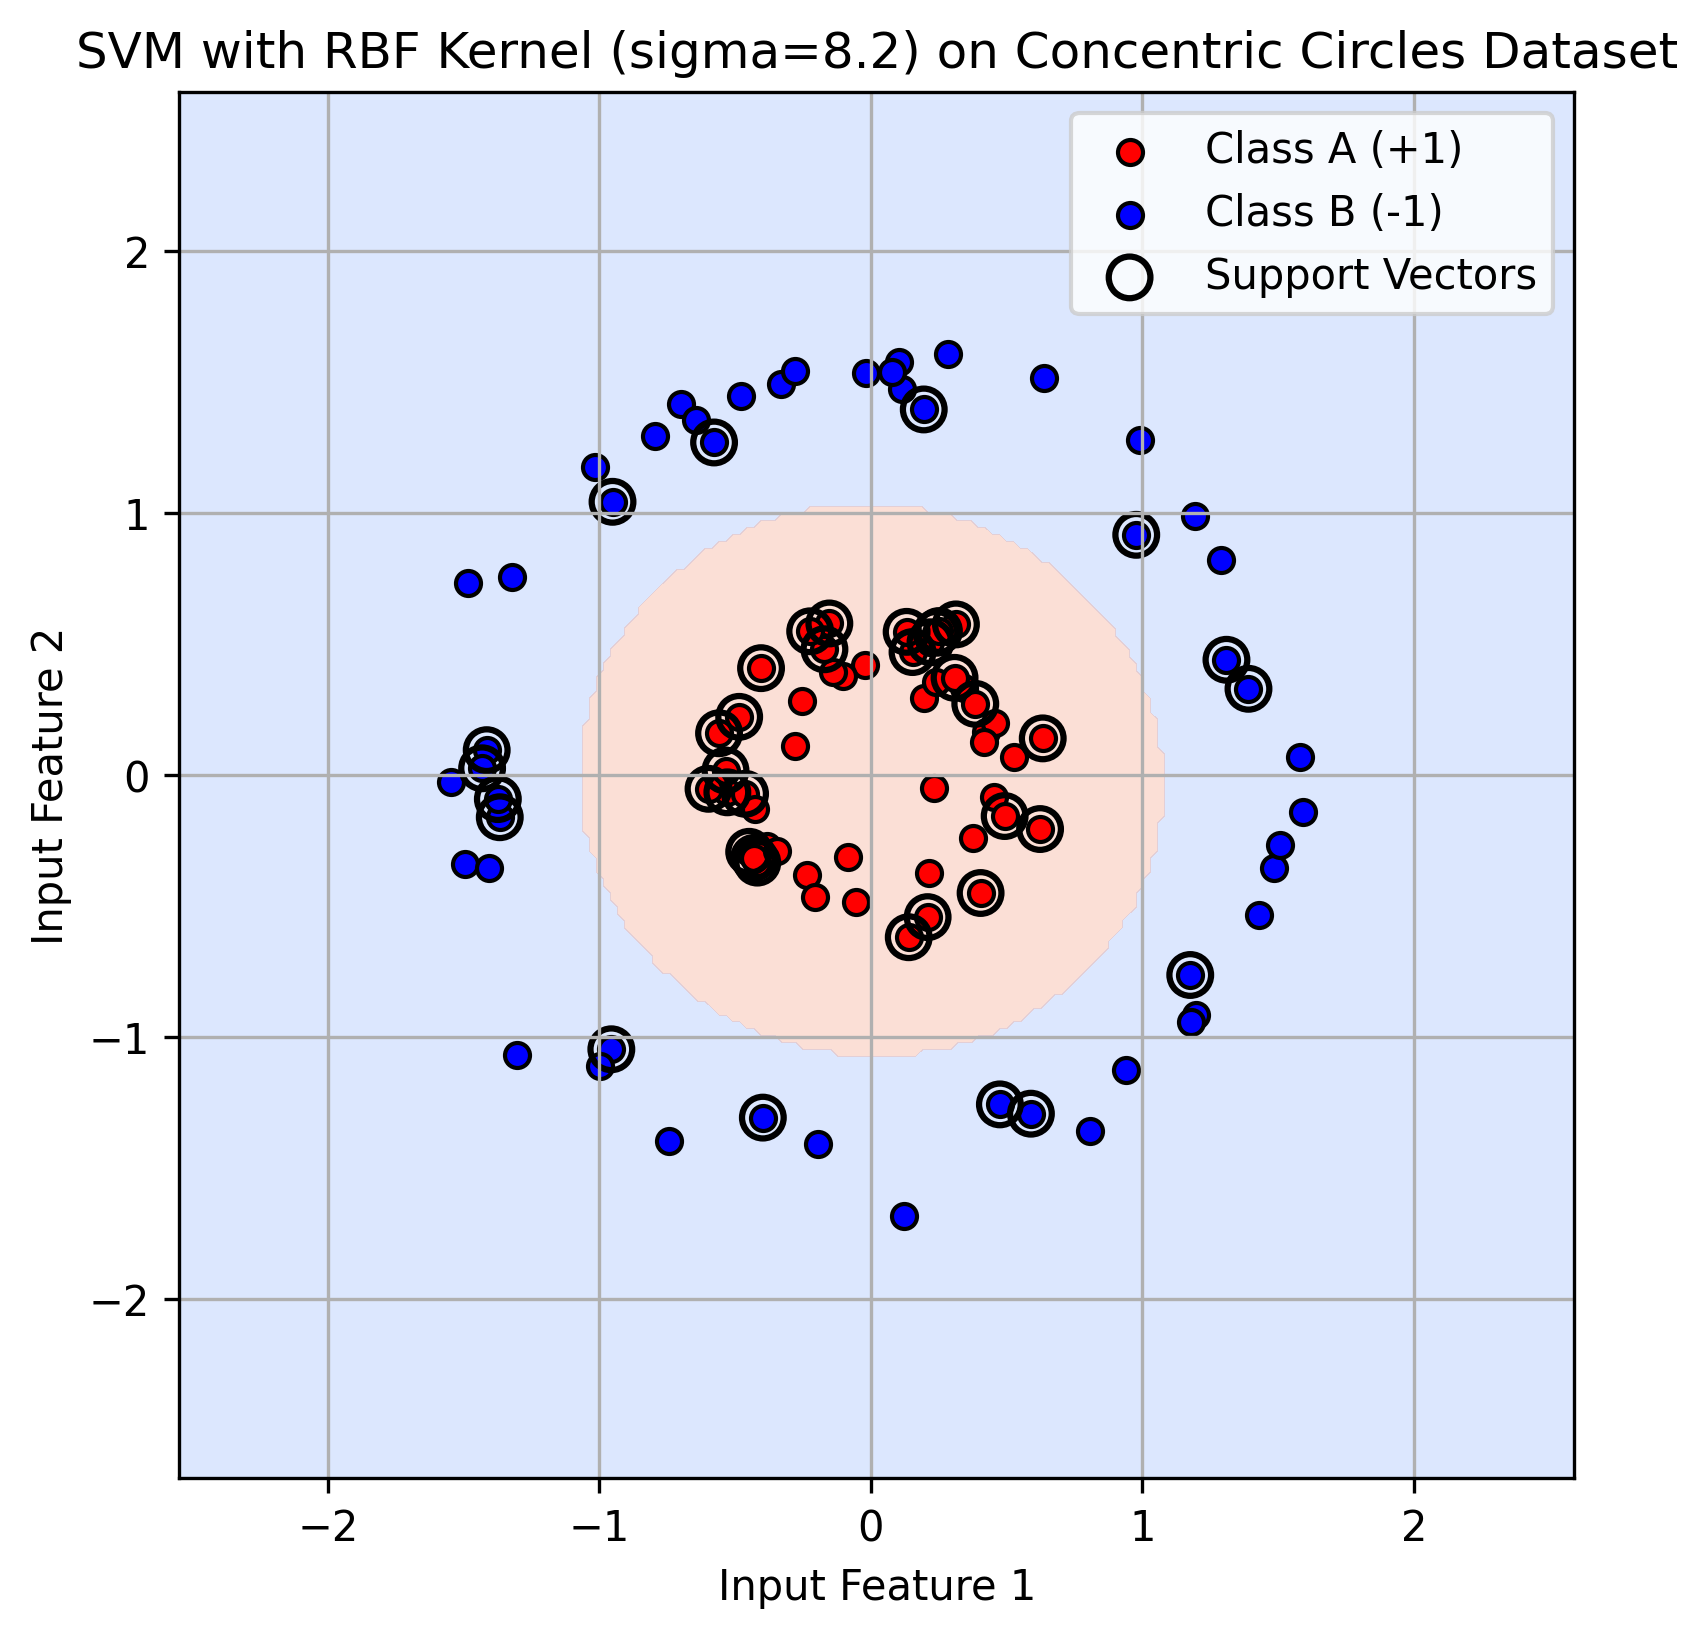 SVM with RBF Kernel (sigma=8.2) on Concentric Circles Dataset
Class A (+1)
Class B (-1)
Support Vectors
2
1
0
−1
−2
Input Feature 2
−2
−1
0
1
2
Input Feature 1